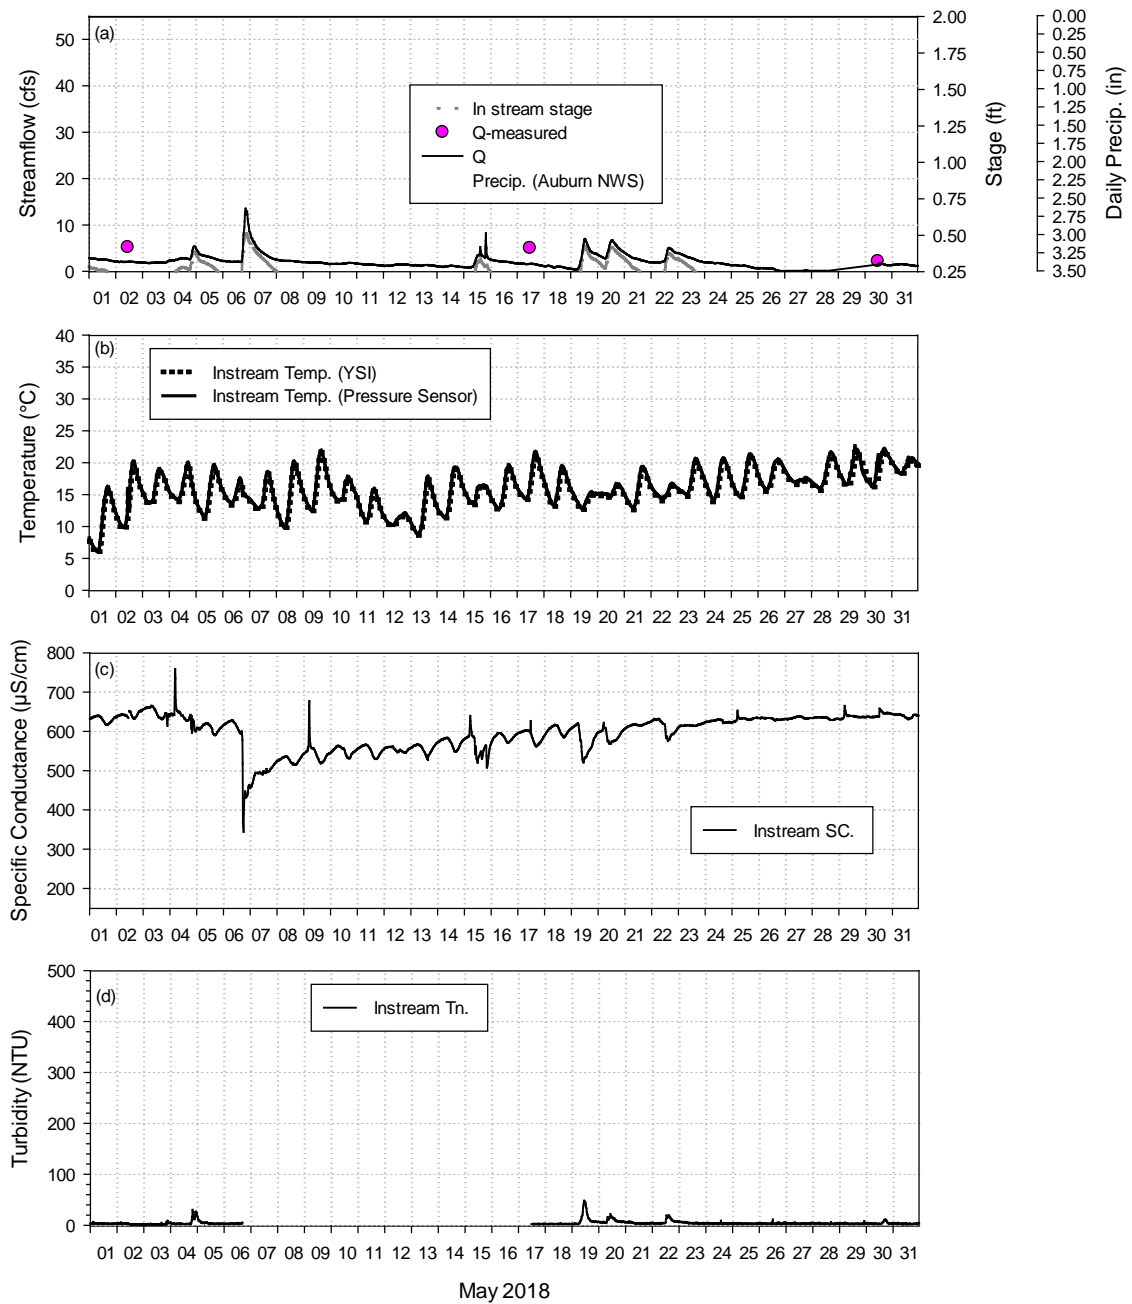 (a)
Streamflow (cfs)
50
40
30
20
10
0
In stream stage
Q-measured
Q
Precip. (Auburn NWS)
2.00
1.75
1.50
1.25
1.00
0.75
0.50
0.25
Stage (ft)
0.00
0.25
0.50
0.75
1.00
1.25
1.50
1.75
2.00
2.25
2.50
2.75
3.00
3.25
3.50
Daily Precip. (in)
01 02 03 04 05 06 07 08 09 10 11 12 13 14 15 16 17 18 19 20 21 22 23 24 25 26 27 28 29 30 31
(b)
Temperature (°C)
40
35
30
25
20
15
10
5
0
Instream Temp. (YSI)
Instream Temp. (Pressure Sensor)
01 02 03 04 05 06 07 08 09 10 11 12 13 14 15 16 17 18 19 20 21 22 23 24 25 26 27 28 29 30 31
(c)
Specific Conductance (µS/cm)
800
700
600
500
400
300
200
Instream SC.
01 02 03 04 05 06 07 08 09 10 11 12 13 14 15 16 17 18 19 20 21 22 23 24 25 26 27 28 29 30 31
(d)
Turbidity (NTU)
500
400
300
200
100
0
Instream Tn.
01 02 03 04 05 06 07 08 09 10 11 12 13 14 15 16 17 18 19 20 21 22 23 24 25 26 27 28 29 30 31
May 2018